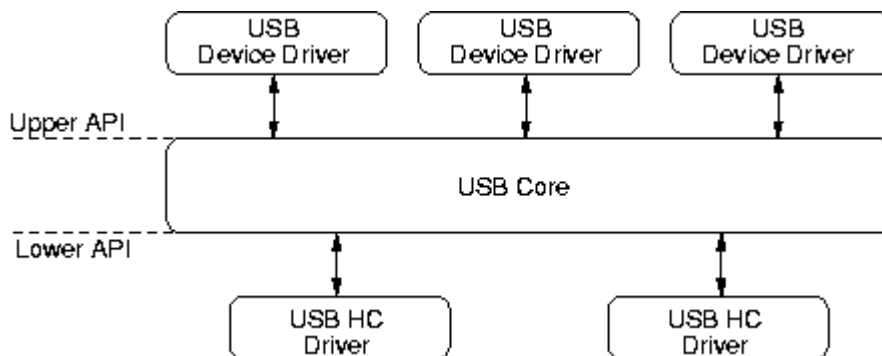 USB
Device Driver
USB
Device Driver
USB
Device Driver
Upper API
USB Core
Lower API
USB HC
Driver
USB HC
Driver